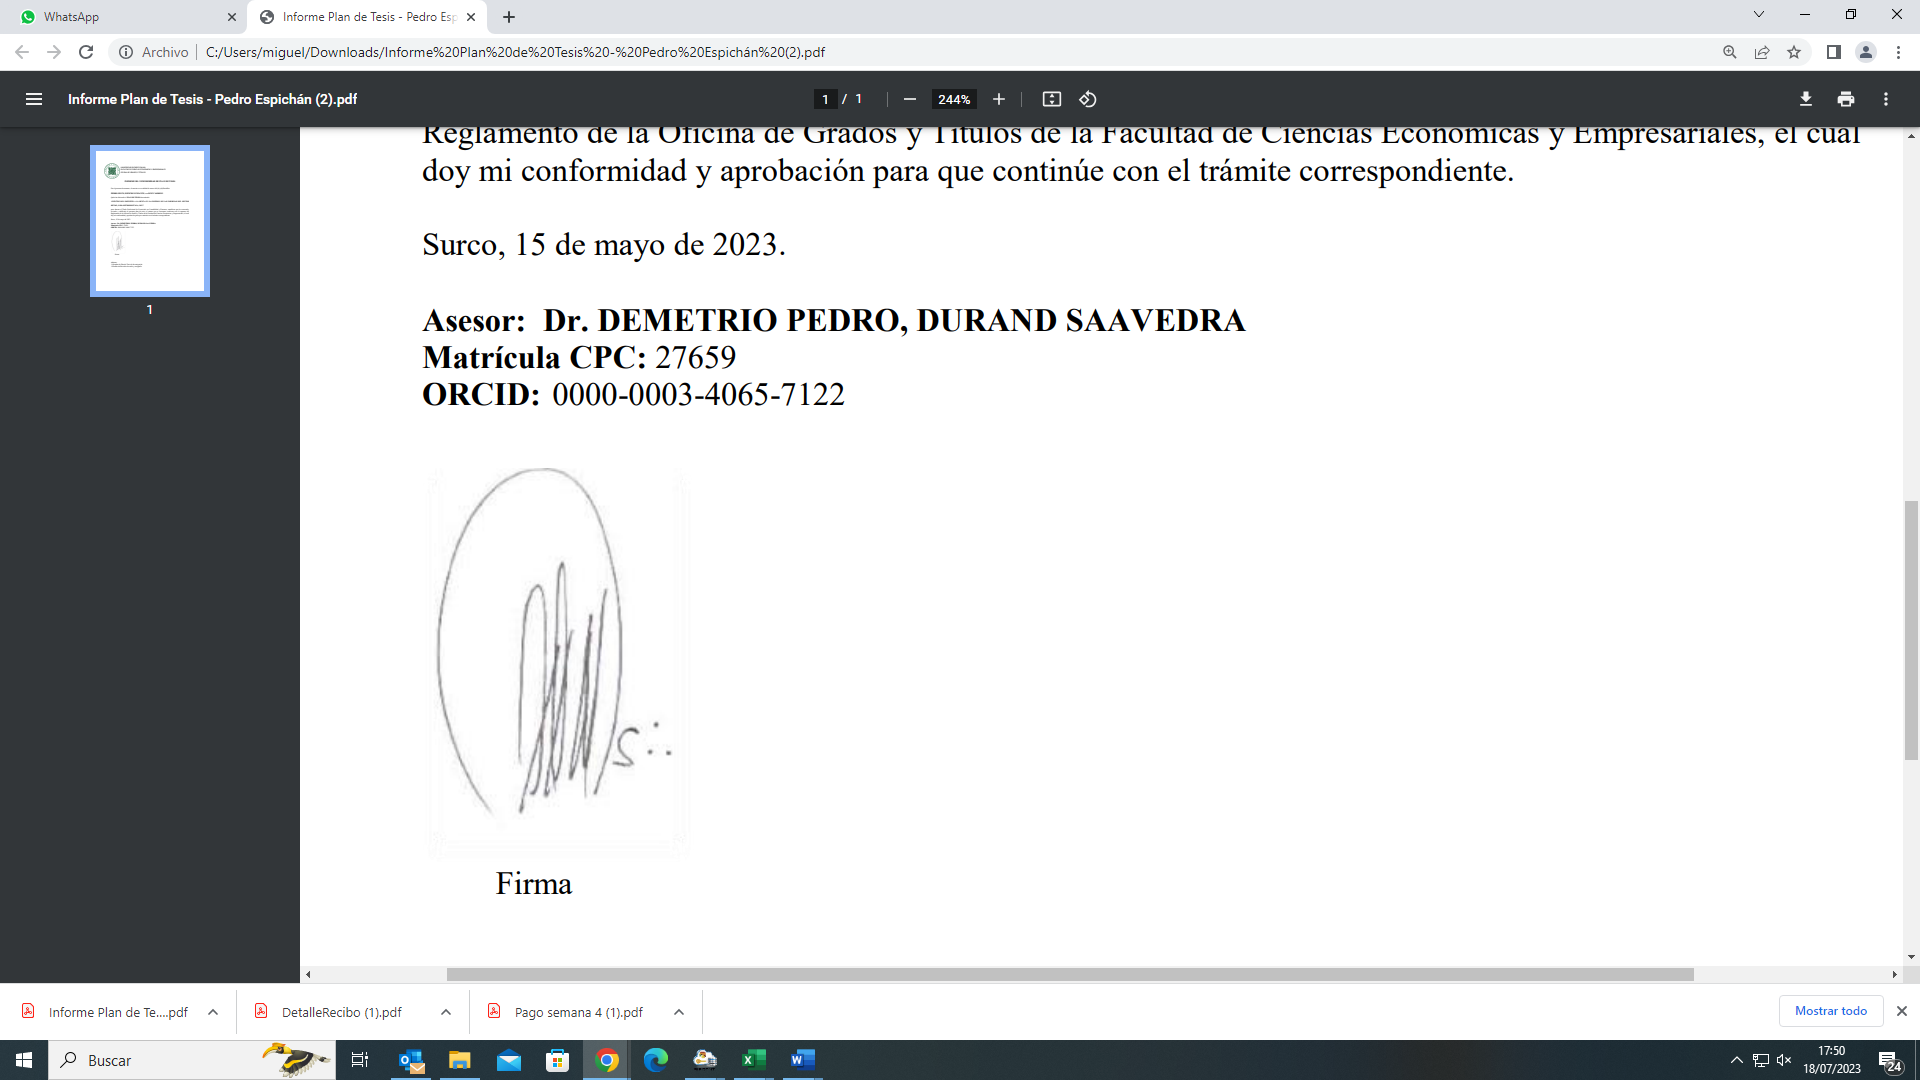 WhatsApp
Informe Plan de Tesis - Pedro Esp
Archivo
C:/Users/miguel/Downloads/Informe%20Plan%20de%20Tesis%20-%20Pedro%20Espichán%20(2).pdf
Informe Plan de Tesis - Pedro Espichán (2).pdf
1 / 1
244%
Reglamento de la Oficina de Grados y Títulos de la Facultad de Ciencias Económicas y Empresariales, el cual
doy mi conformidad y aprobación para que continúe con el trámite correspondiente.
1
Surco, 15 de mayo de 2023.
Asesor: Dr. DEMETRIO PEDRO, DURAND SAAVEDRA
Matrícula CPC: 27659
ORCID: 0000-0003-4065-7122
Firma
Informe Plan de Te....pdf
DetalleRecibo (1).pdf
Pago semana 4 (1).pdf
Mostrar todo
Buscar
17:50
18/07/2023
24